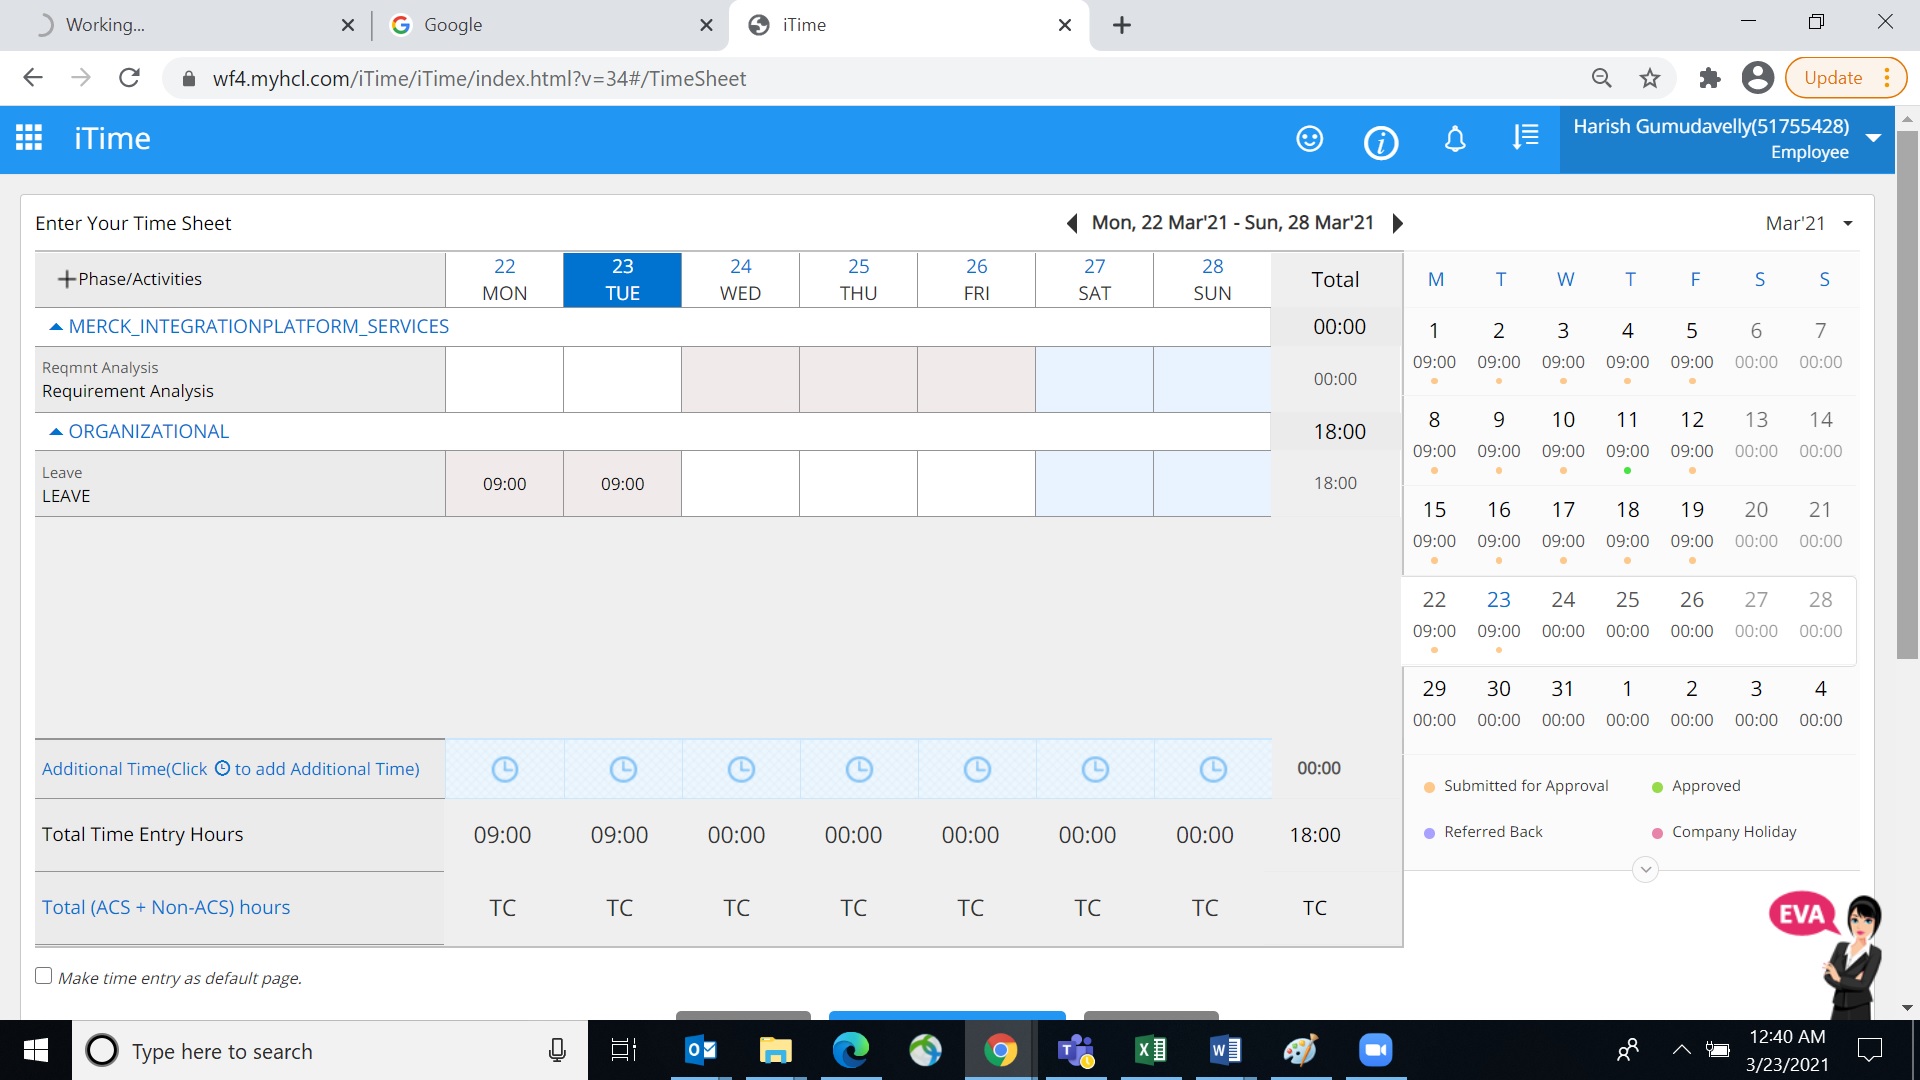 Working...
Google
iTime
wf4.myhcl.com/iTime/iTime/index.html?v=34#/TimeSheet
Update
iTime
Harish Gumudavelly(51755428)
Employee
Enter Your Time Sheet
Mon, 22 Mar'21 - Sun, 28 Mar'21
Mar'21
+Phase/Activities
22 MON
23 TUE
24 WED
25 THU
26 FRI
27 SAT
28 SUN
Total
MERCK_INTEGRATIONPLATFORM_SERVICES
00:00
Reqmnt Analysis
Requirement Analysis
00:00
ORGANIZATIONAL
18:00
Leave
LEAVE
09:00 09:00
18:00
Additional Time(Click to add Additional Time)
00:00
Total Time Entry Hours
09:00 09:00 00:00 00:00 00:00 00:00 00:00 18:00
Total (ACS + Non-ACS) hours
TC TC TC TC TC TC TC TC
Make time entry as default page.
M T W T F S S
1 2 3 4 5 6 7
09:00 09:00 09:00 09:00 09:00 00:00 00:00
8 9 10 11 12 13 14
09:00 09:00 09:00 09:00 09:00 00:00 00:00
15 16 17 18 19 20 21
09:00 09:00 09:00 09:00 09:00 00:00 00:00
22 23 24 25 26 27 28
09:00 09:00 00:00 00:00 00:00 00:00 00:00
29 30 31 1 2 3 4
00:00 00:00 00:00 00:00 00:00 00:00 00:00
Submitted for Approval
Approved
Referred Back
Company Holiday
EVA
Type here to search
12:40 AM
3/23/2021